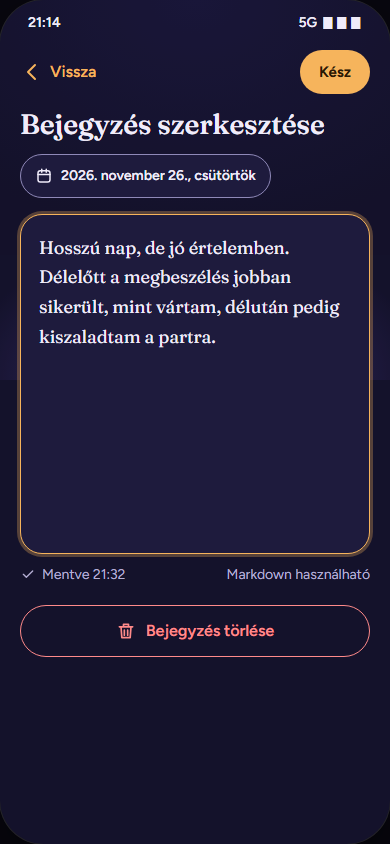 21:14
5G
Vissza
Kész
Bejegyzés szerkesztése
2026. november 26., csütörtök
Hosszú nap, de jó értelemben.
Délelőtt a megbeszélés jobban
sikerült, mint vártam, délután pedig
kiszaladtam a partra.
Mentve 21:32
Markdown használható
Bejegyzés törlése